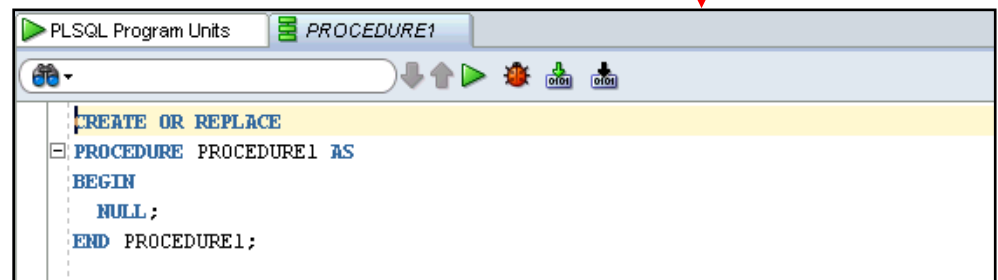 PLSQL Program Units PROCEDURE1
CREATE OR REPLACE
PROCEDURE PROCEDURE1 AS
BEGIN
NULL;
END PROCEDURE1;